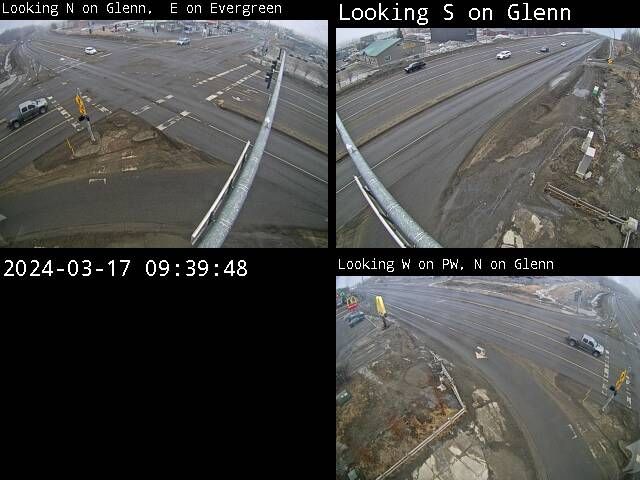 Looking N on Glenn,  E on Evergreen
Looking S on Glenn
2024-03-17 09:39:48
Looking W on PW, N on Glenn